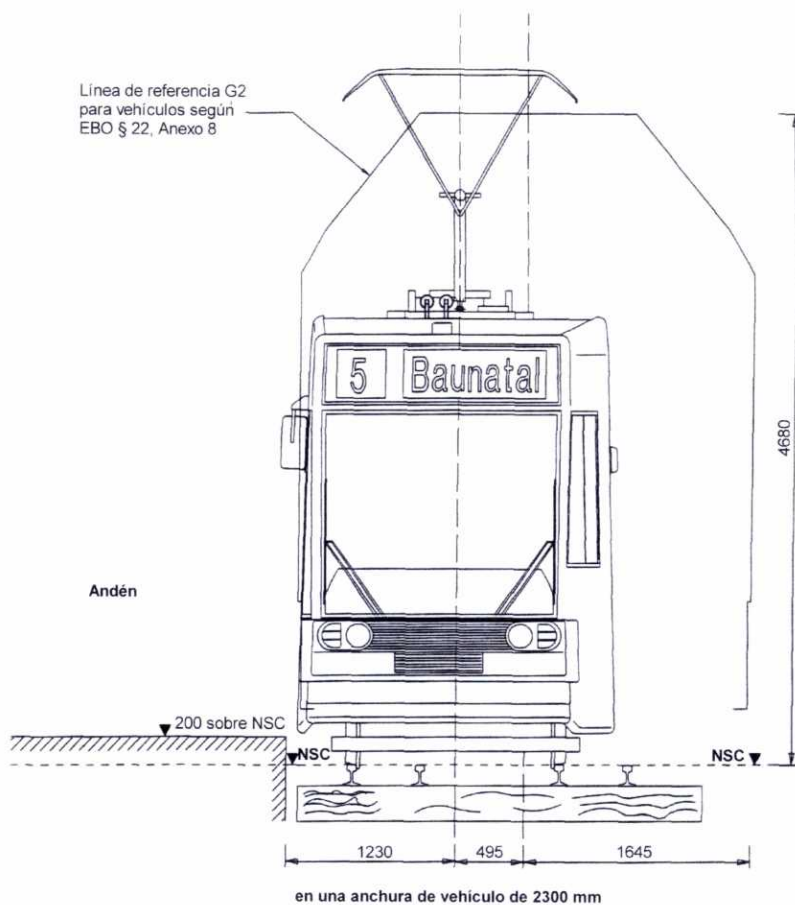 Línea de referencia G2
para vehículos según
EBO § 22, Anexo 8
5 Baunatal
4680
Andén
200 sobre NSC
NSC
NSC
1230
495
1645
en una anchura de vehículo de 2300 mm